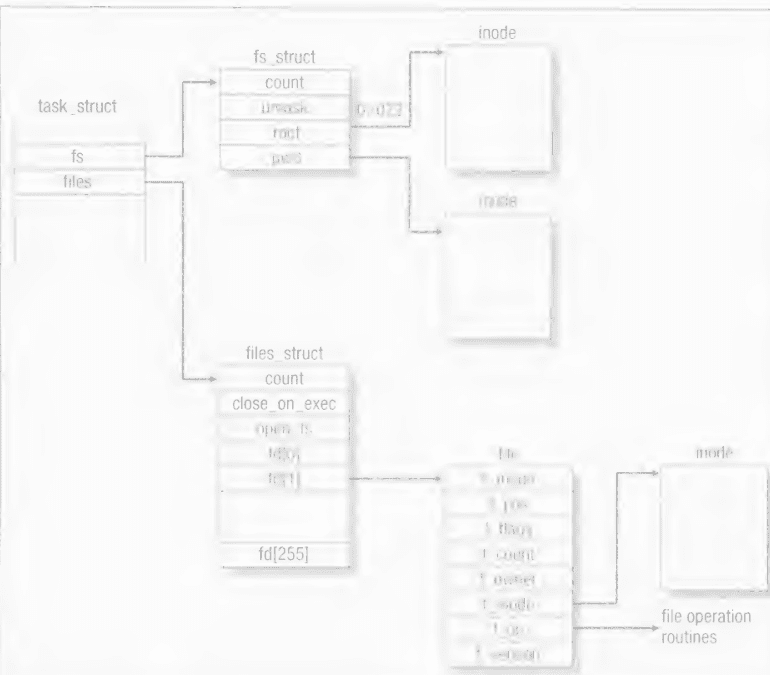 task_struct
fs
files
fs_struct
count
umask
0x022
root
pwd
inode
inode
files_struct
count
close_on_exec
open_fs
fd[0]
fd[1]
fd[255]
file
f_mode
f_pos
f_flags
f_count
f_owner
f_inode
f_op
f_version
inode
file operation
routines